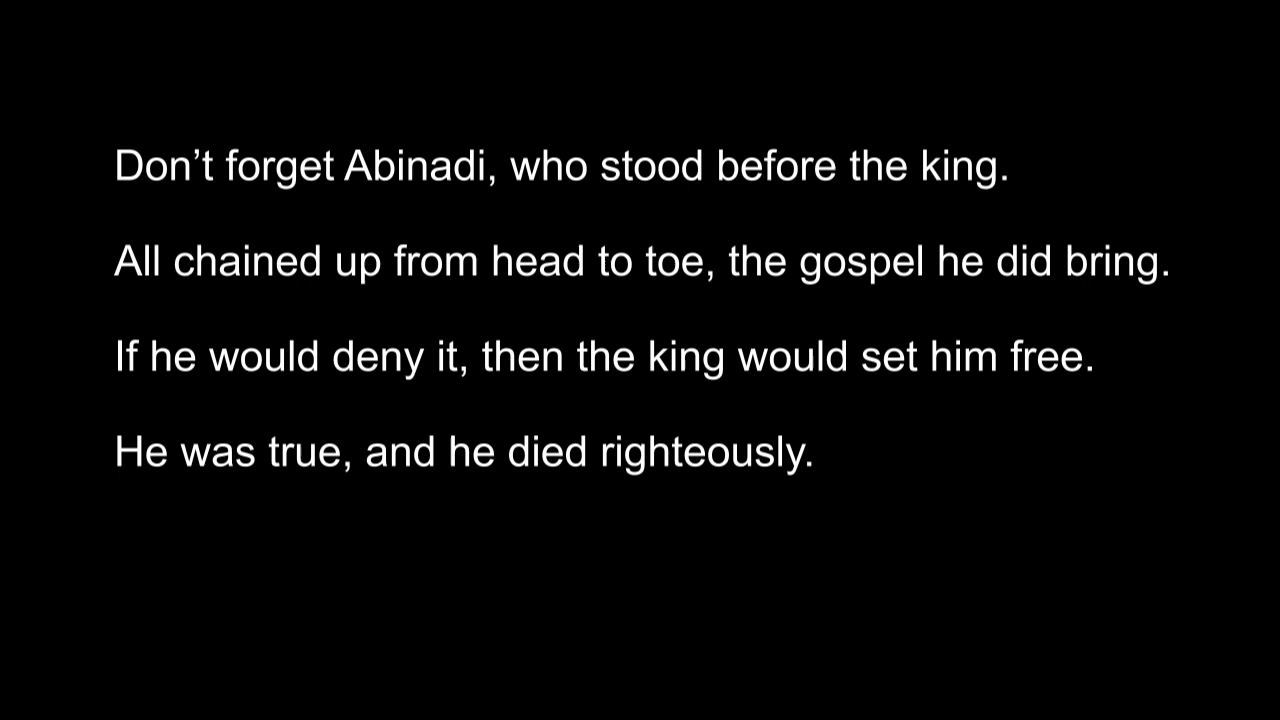 Don’t forget Abinadi, who stood before the king.
All chained up from head to toe, the gospel he did bring.
If he would deny it, then the king would set him free.
He was true, and he died righteously.